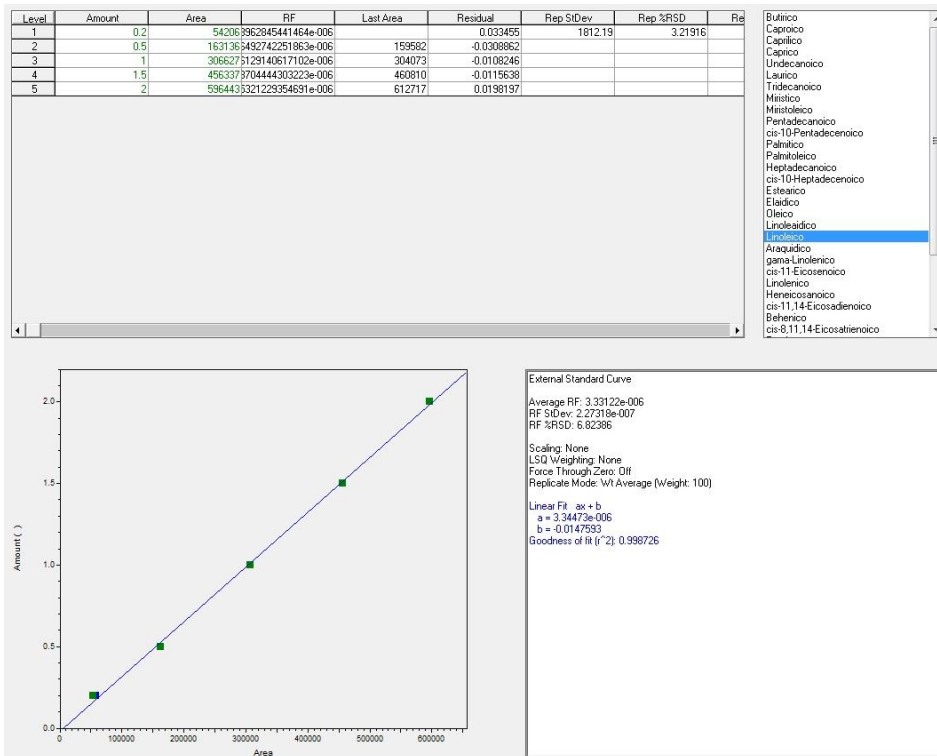 Level Amount Area RF Last Area Residual Rep StDev Rep %RSD Re
1 0.2 54206 39962845441464e-006 0.033455 1812.19 3.21916
2 0.5 163136 6492742251863e-006 159582 -0.0308862
3 1 306627 6129140617102e-006 304073 -0.0108246
4 1.5 456337 8704444303223e-006 460810 -0.0115638
5 2 596443 5321229354691e-006 612717 0.0198197
Butirico
Caproico
Caprilico
Caprico
Undecanoico
Laurico
Tridecanoico
Miristico
Miristoleico
Pentadecanoico
cis-10-Pentadecenoico
Palmitico
Palmitoleico
Heptadecanoico
cis-10-Heptadecenoico
Estearico
Elaidico
Oleico
Linoleaidico
Linoleico
Araquidico
gama-Linolenico
cis-11-Eicosenoico
Linolenico
Heneicosanoico
cis-11,14-Eicosadienoico
Behenico
cis-8,11,14-Eicosatrienoico
2.0
1.5
1.0
0.5
0.0
Amount ( )
0 100000 200000 300000 400000 500000 600000
Area
External Standard Curve
Average RF: 3.33122e-006
RF StDev: 2.27318e-007
RF %RSD: 6.82386
Scaling: None
LSQ Weighting: None
Force Through Zero: Off
Replicate Mode: Wt Average (Weight: 100)
Linear Fit ax + b
a = 3.34473e-006
b = -0.0147593
Goodness of fit (r^2): 0.998726